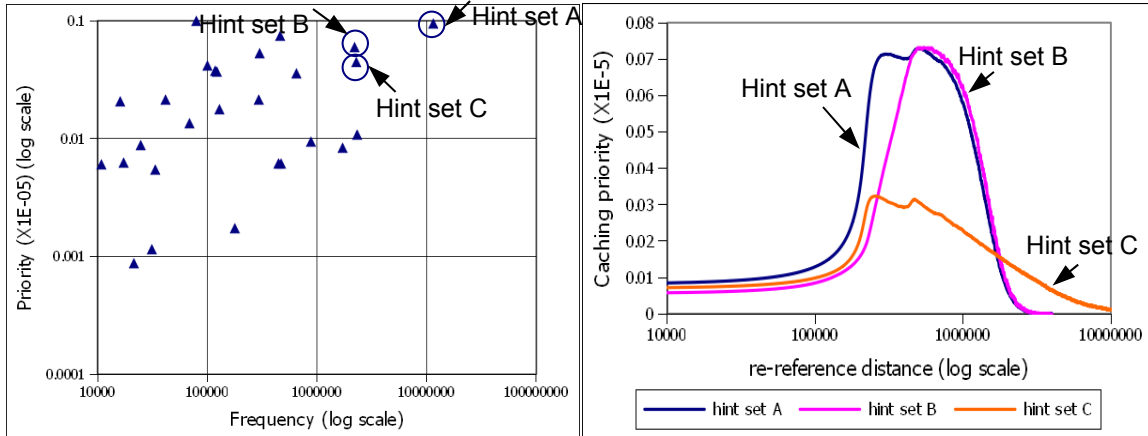 Hint set A
Hint set B
Hint set C
0.1
0.01
0.001
0.0001
Priority (X1E-05) (log scale)
10000
100000
1000000
10000000
100000000
Frequency (log scale)
0.08
0.07
0.06
0.05
0.04
0.03
0.02
0.01
0
Caching priority (X1E-5)
Hint set A
Hint set B
Hint set C
10000
100000
1000000
10000000
re-reference distance (log scale)
hint set A
hint set B
hint set C